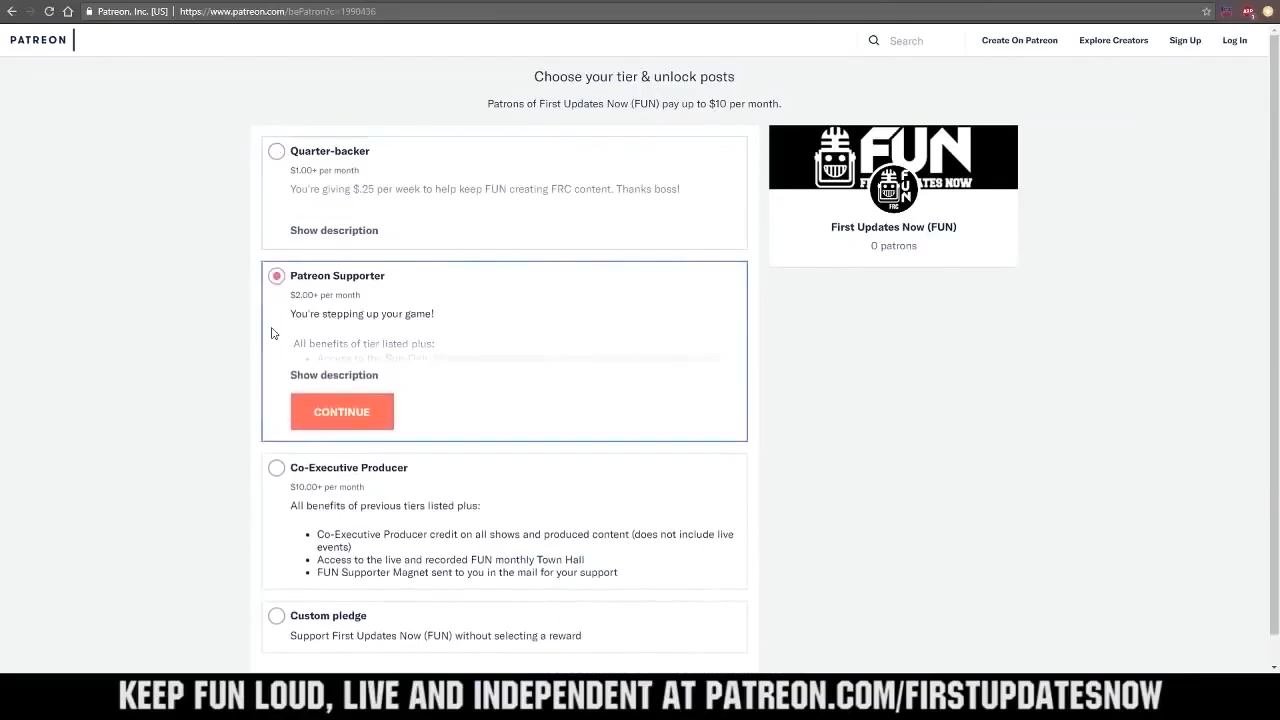 Patreon, Inc. [US] | https://www.patreon.com/bePatron?c=1990436
PATREON
Search
Create On Patreon
Explore Creators
Sign Up
Log In
Choose your tier & unlock posts
Patrons of First Updates Now (FUN) pay up to $10 per month.
Quarter-backer
$1.00+ per month
You're giving $.25 per week to help keep FUN creating FRC content. Thanks boss!
Show description
Patreon Supporter
$2.00+ per month
You're stepping up your game!
All benefits of tier listed plus:
Access to the
Show description
CONTINUE
Co-Executive Producer
$10.00+ per month
All benefits of previous tiers listed plus:
Co-Executive Producer credit on all shows and produced content (does not include live
events)
Access to the live and recorded FUN monthly Town Hall
FUN Supporter Magnet sent to you in the mail for your support
Custom pledge
Support First Updates Now (FUN) without selecting a reward
FUN
FUN
FRC
First Updates Now (FUN)
0 patrons
KEEP FUN LOUD, LIVE AND INDEPENDENT AT PATREON.COM/FIRSTUPDATESNOW